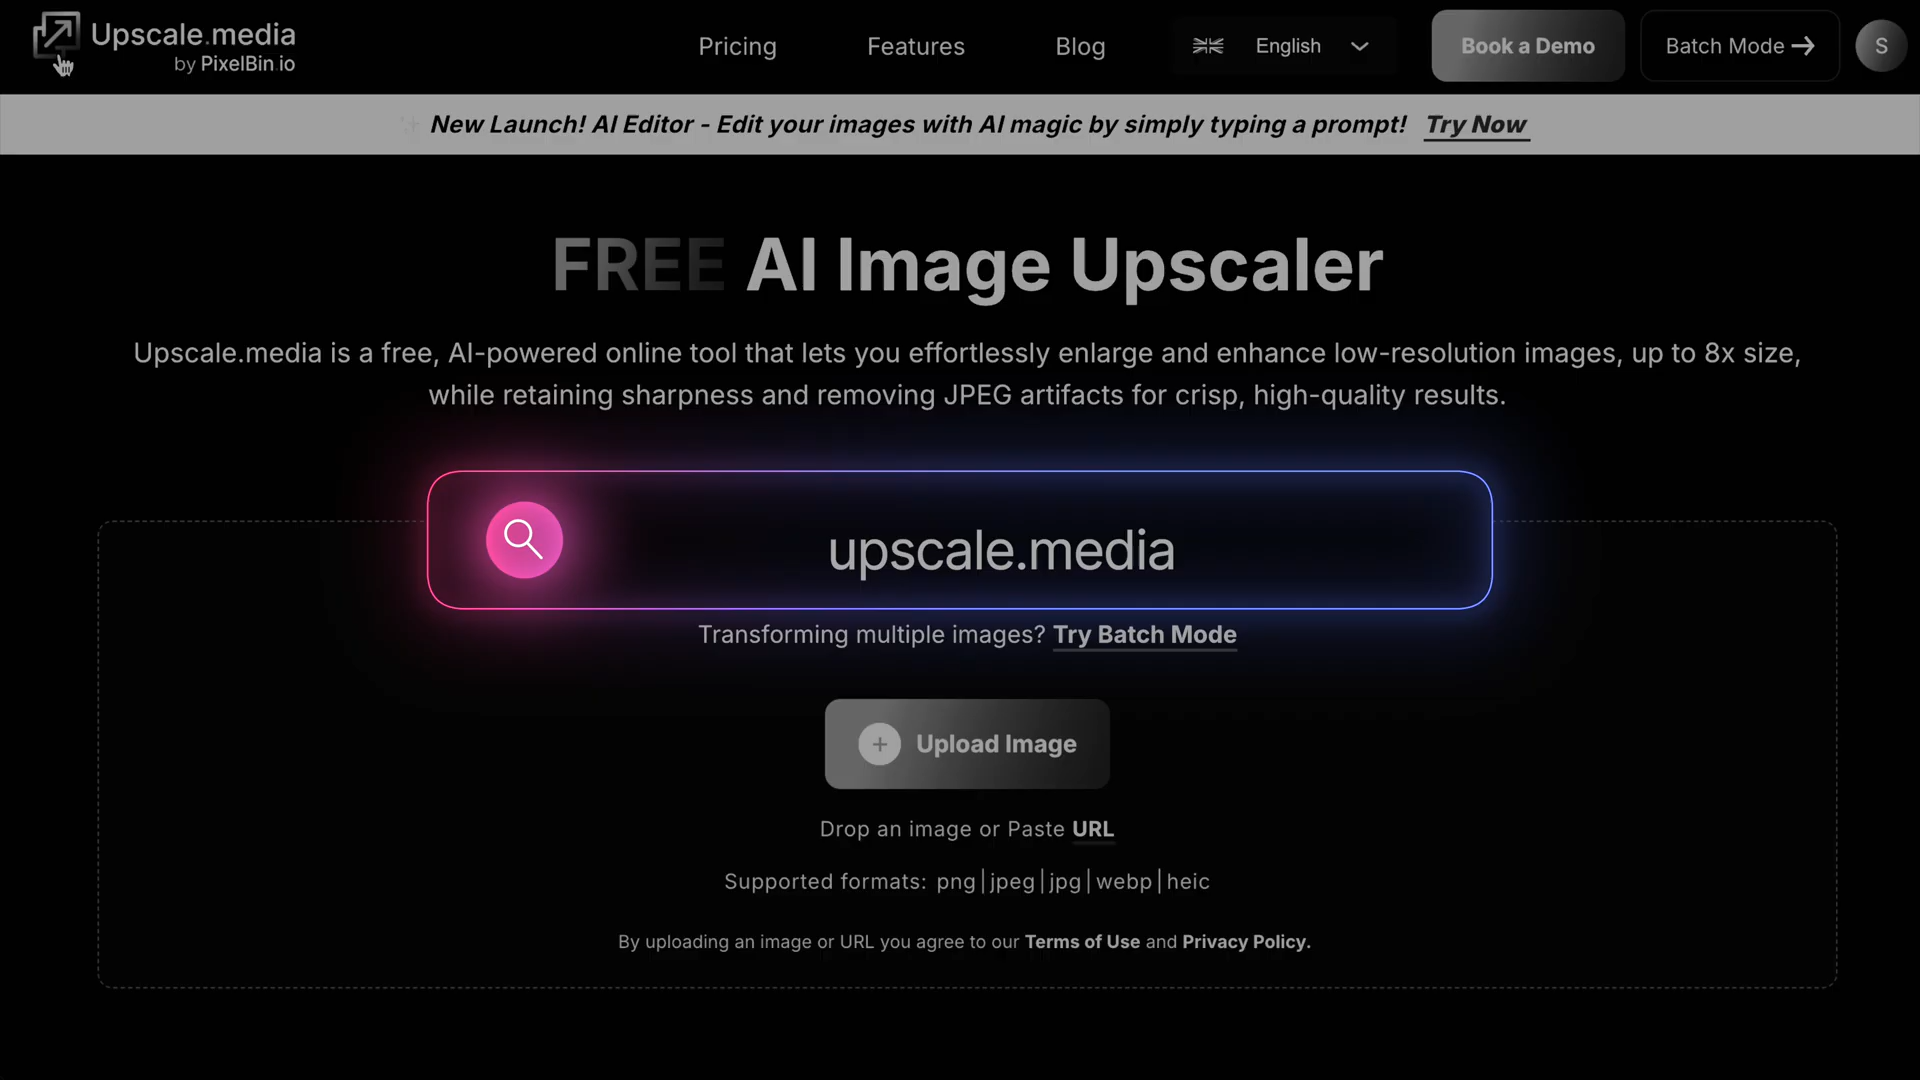 Upscale.media
by PixelBin.io
Pricing
Features
Blog
English
Book a Demo
Batch Mode
S
New Launch! AI Editor - Edit your images with AI magic by simply typing a prompt! Try Now
FREE AI Image Upscaler
Upscale.media is a free, AI-powered online tool that lets you effortlessly enlarge and enhance low-resolution images, up to 8x size,
while retaining sharpness and removing JPEG artifacts for crisp, high-quality results.
upscale.media
Transforming multiple images? Try Batch Mode
Upload Image
Drop an image or Paste URL
Supported formats: png | jpeg | jpg | webp | heic
By uploading an image or URL you agree to our Terms of Use and Privacy Policy.